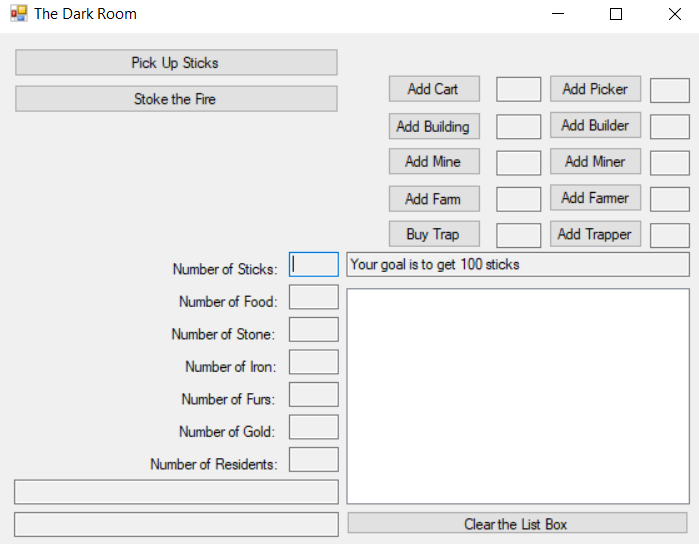 The Dark Room
Pick Up Sticks
Stoke the Fire
Add Cart
Add Picker
Add Building
Add Builder
Add Mine
Add Miner
Add Farm
Add Farmer
Buy Trap
Add Trapper
Number of Sticks:
Your goal is to get 100 sticks
Number of Food:
Number of Stone:
Number of Iron:
Number of Furs:
Number of Gold:
Number of Residents:
Clear the List Box